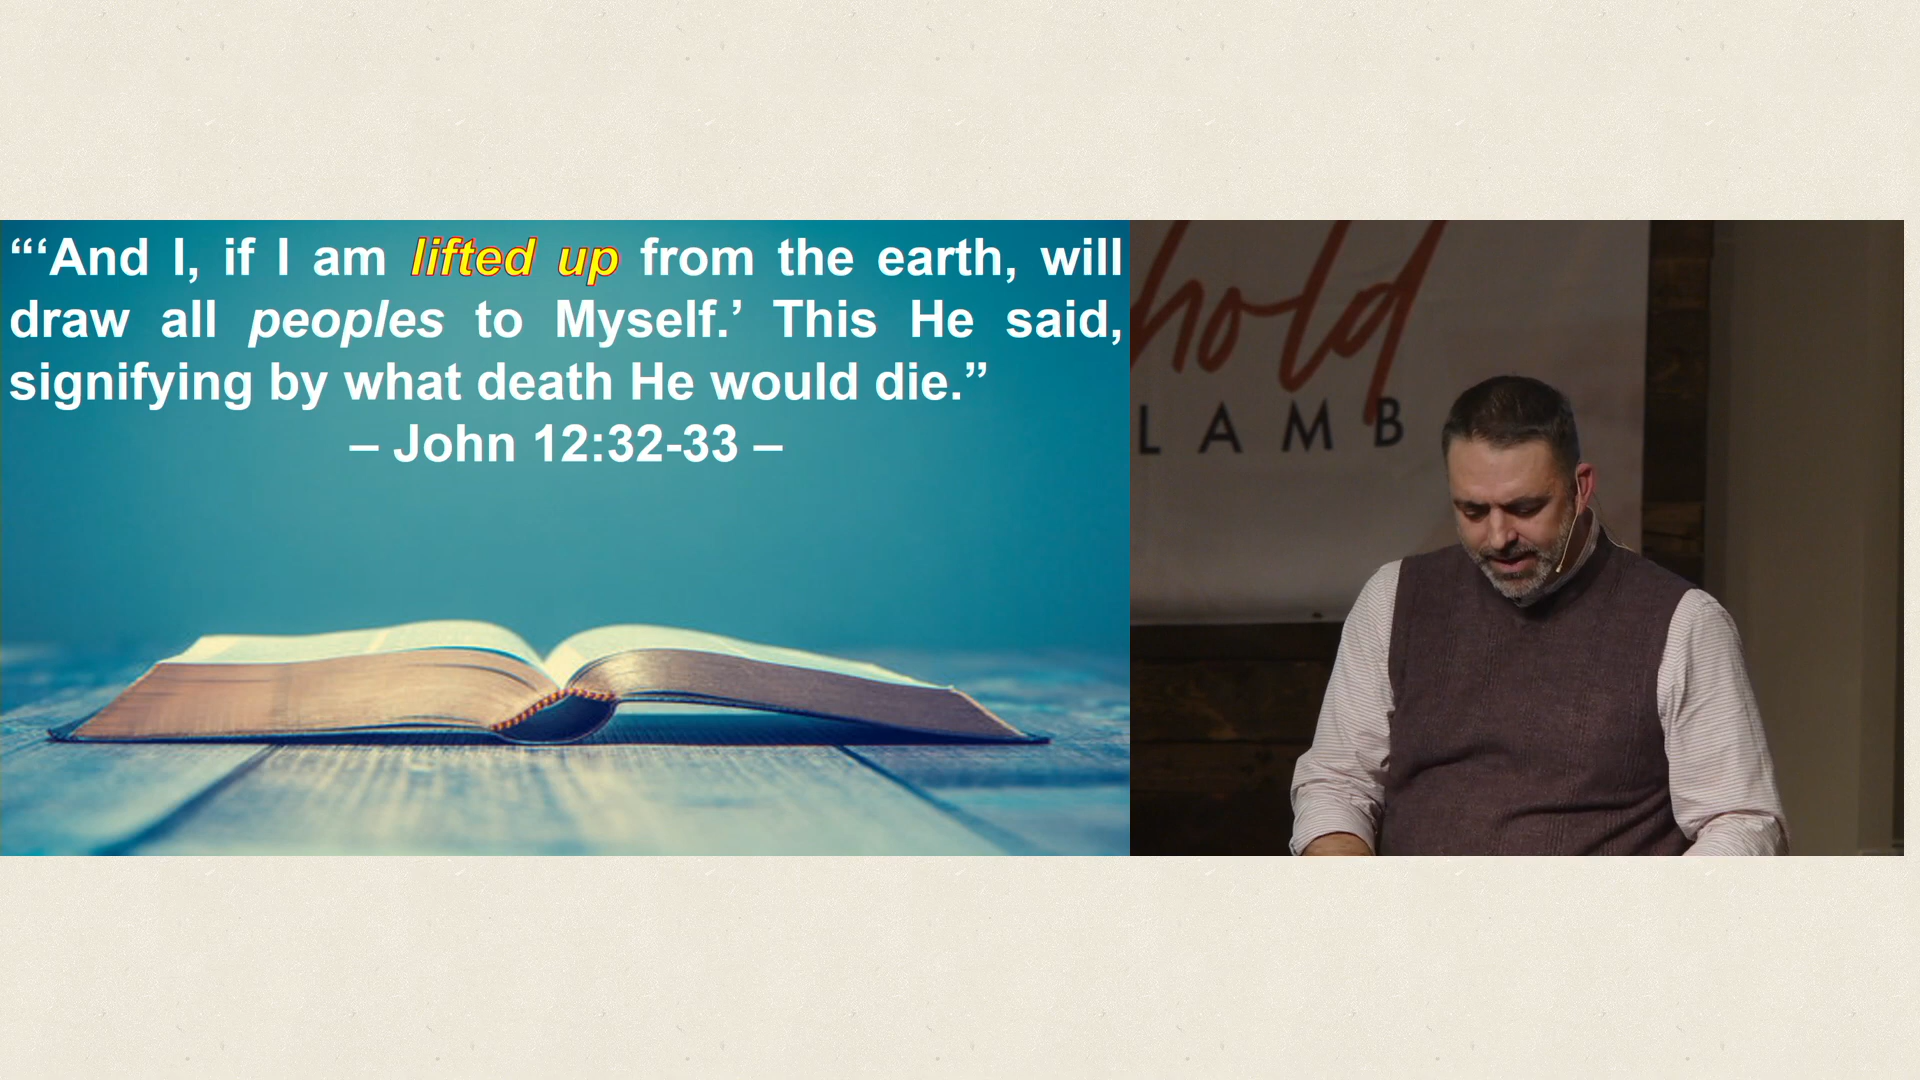 “‘And I, if I am lifted up from the earth, will
draw all peoples to Myself.’ This He said,
signifying by what death He would die.”
– John 12:32-33 –
hold
LAMB